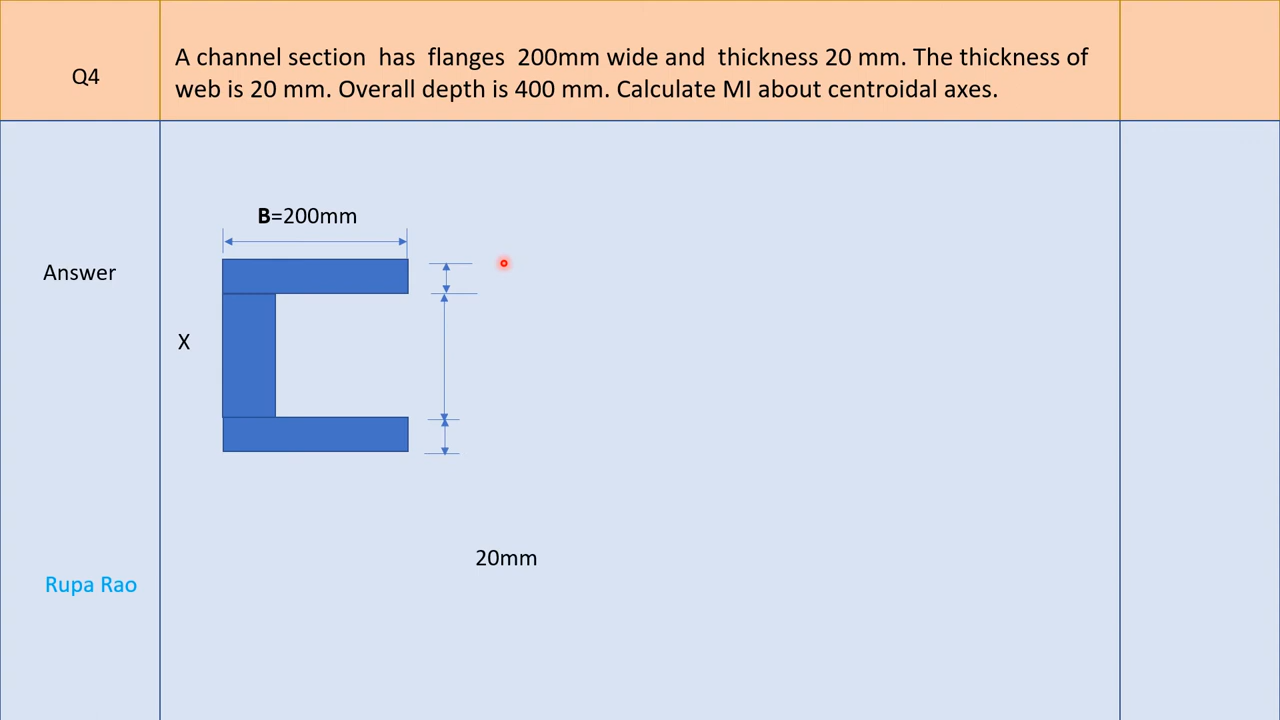 Q4
A channel section has flanges 200mm wide and thickness 20 mm. The thickness of
web is 20 mm. Overall depth is 400 mm. Calculate MI about centroidal axes.
B=200mm
Answer
X
20mm
Rupa Rao